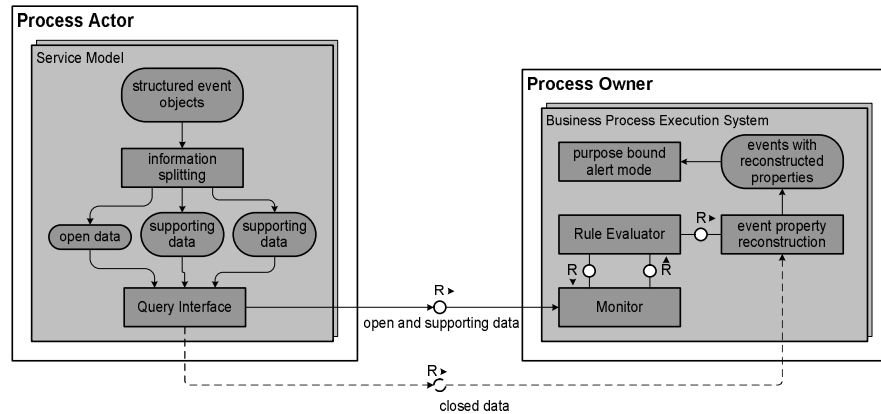 Process Actor
Service Model
structured event
objects
information
splitting
open data
supporting
data
supporting
data
Query Interface
R
open and supporting data
R
closed data
Process Owner
Business Process Execution System
purpose bound
alert mode
events with
reconstructed
properties
Rule Evaluator
R
event property
reconstruction
R
R
Monitor